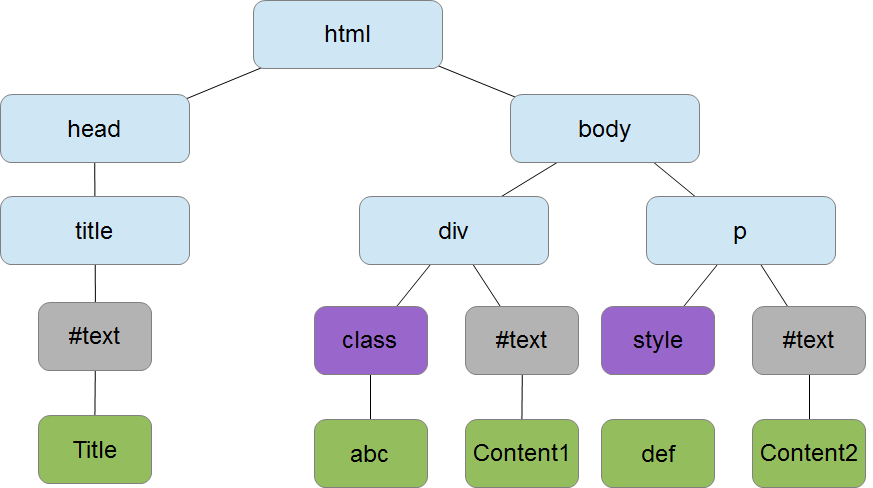 html
head
body
title
div
p
#text
class
#text
style
#text
Title
abc
Content1
def
Content2